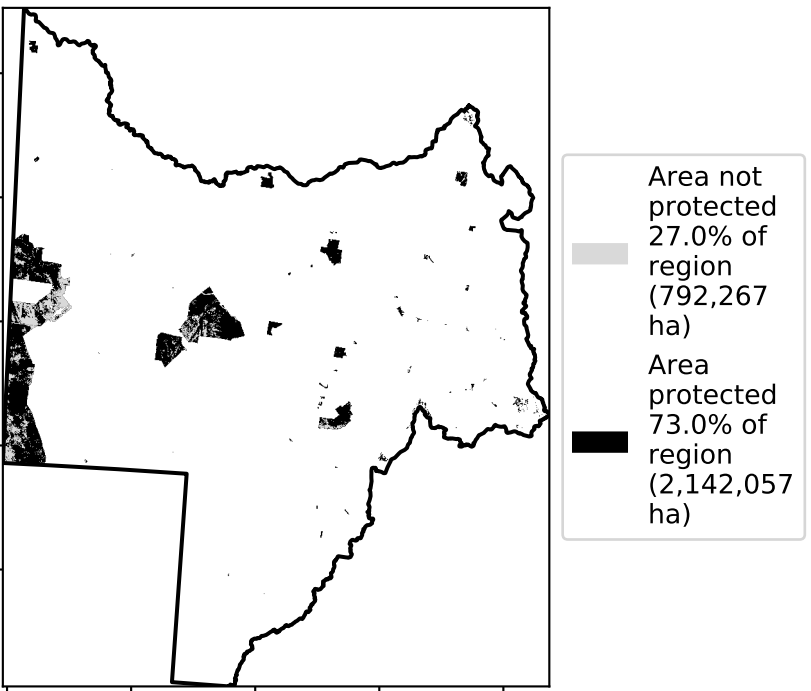 Area not
protected
27.0% of
region
(792,267
ha)
Area
protected
73.0% of
region
(2,142,057
ha)